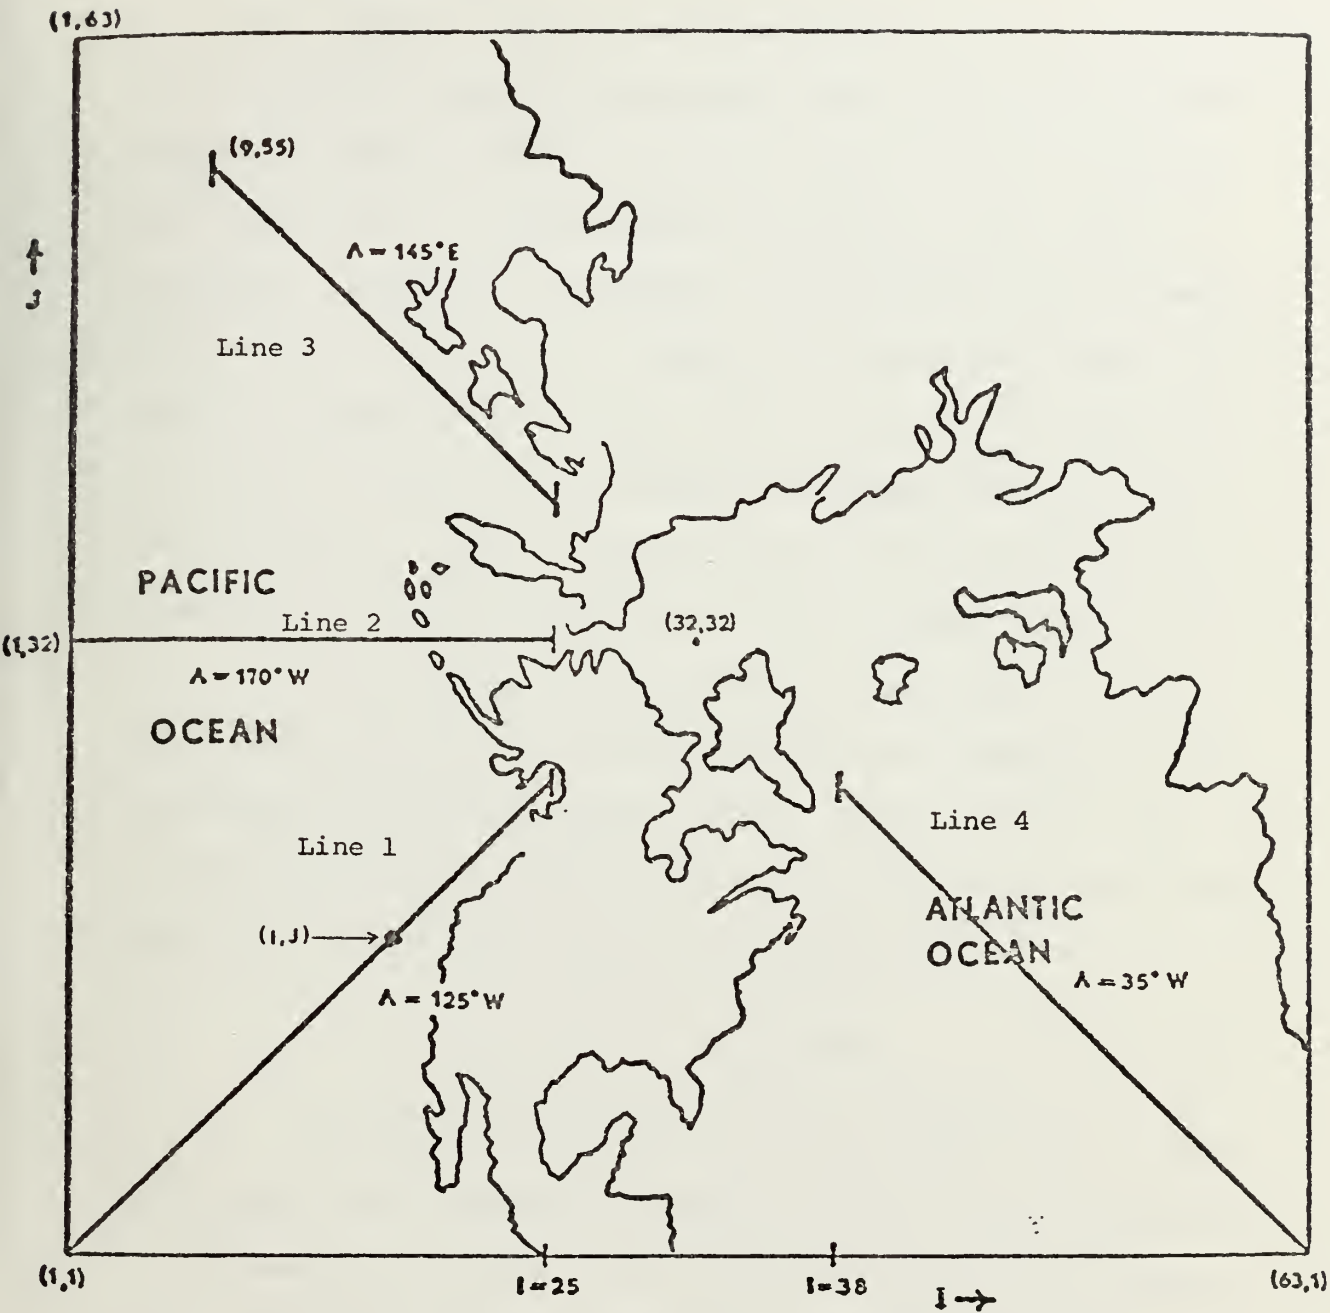 (1,63)
(9,55)
Λ = 145°E
↑
J
Line 3
PACIFIC
Line 2
(32,32)
(1,32)
Λ = 170°W
OCEAN
Line 4
Line 1
ATLANTIC
(I,J)→
OCEAN
Λ = 35°W
Λ = 125°W
(1,1)
I=25
I=38
(63,1)
I→